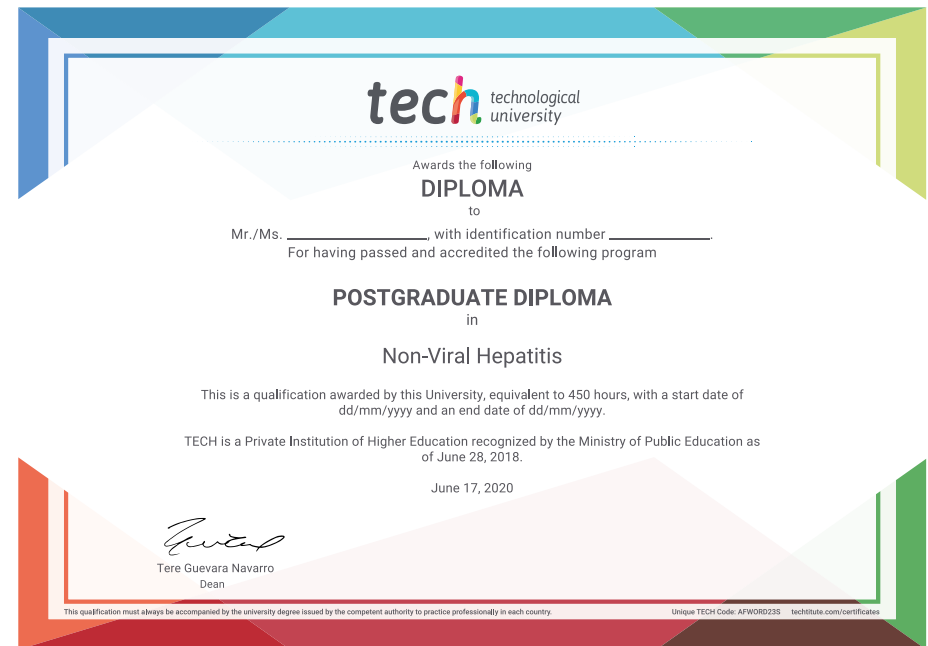 tech technological
university
Awards the following
DIPLOMA
to
Mr./Ms. ____________________, with identification number ______________.
For having passed and accredited the following program
POSTGRADUATE DIPLOMA
in
Non-Viral Hepatitis
This is a qualification awarded by this University, equivalent to 450 hours, with a start date of
dd/mm/yyyy and an end date of dd/mm/yyyy.
TECH is a Private Institution of Higher Education recognized by the Ministry of Public Education as
of June 28, 2018.
June 17, 2020
Tere Guevara Navarro
Dean
This qualification must always be accompanied by the university degree issued by the competent authority to practice professionally in each country.
Unique TECH Code: AFWORD23S techtitute.com/certificates